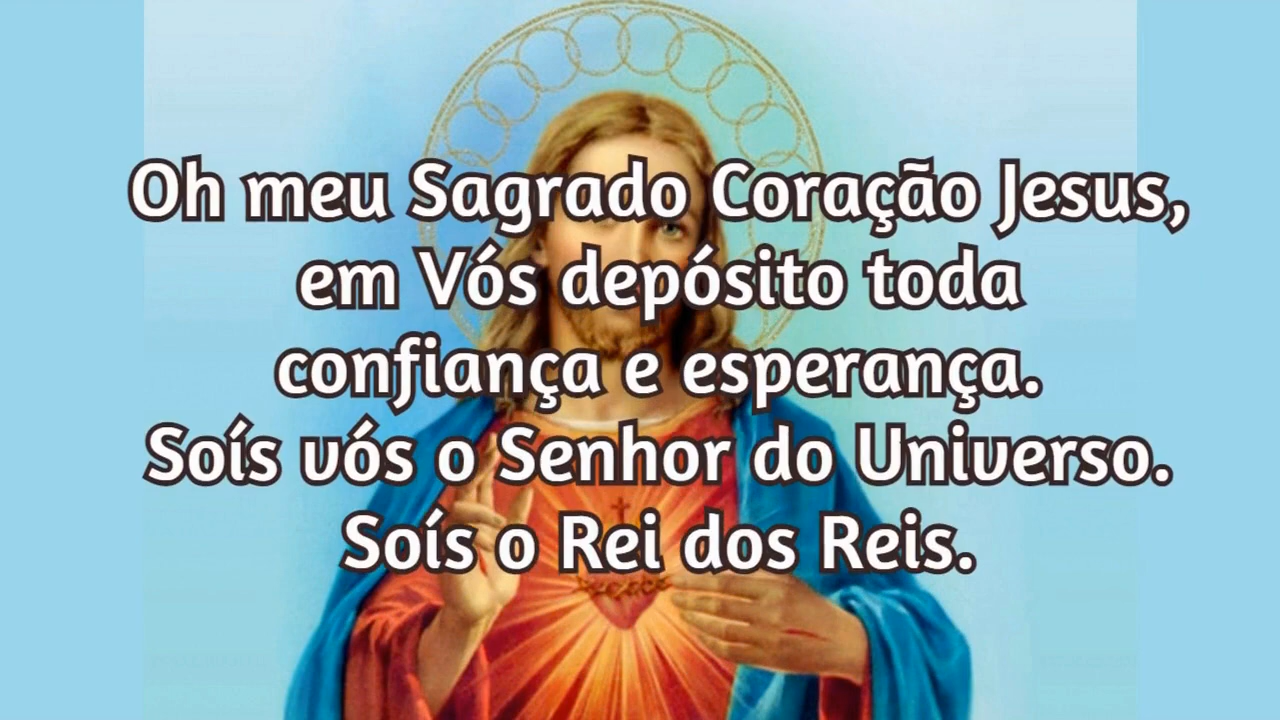 Oh meu Sagrado Coração Jesus,
em Vós depósito toda
confiança e esperança.
Soís vós o Senhor do Universo.
Soís o Rei dos Reis.